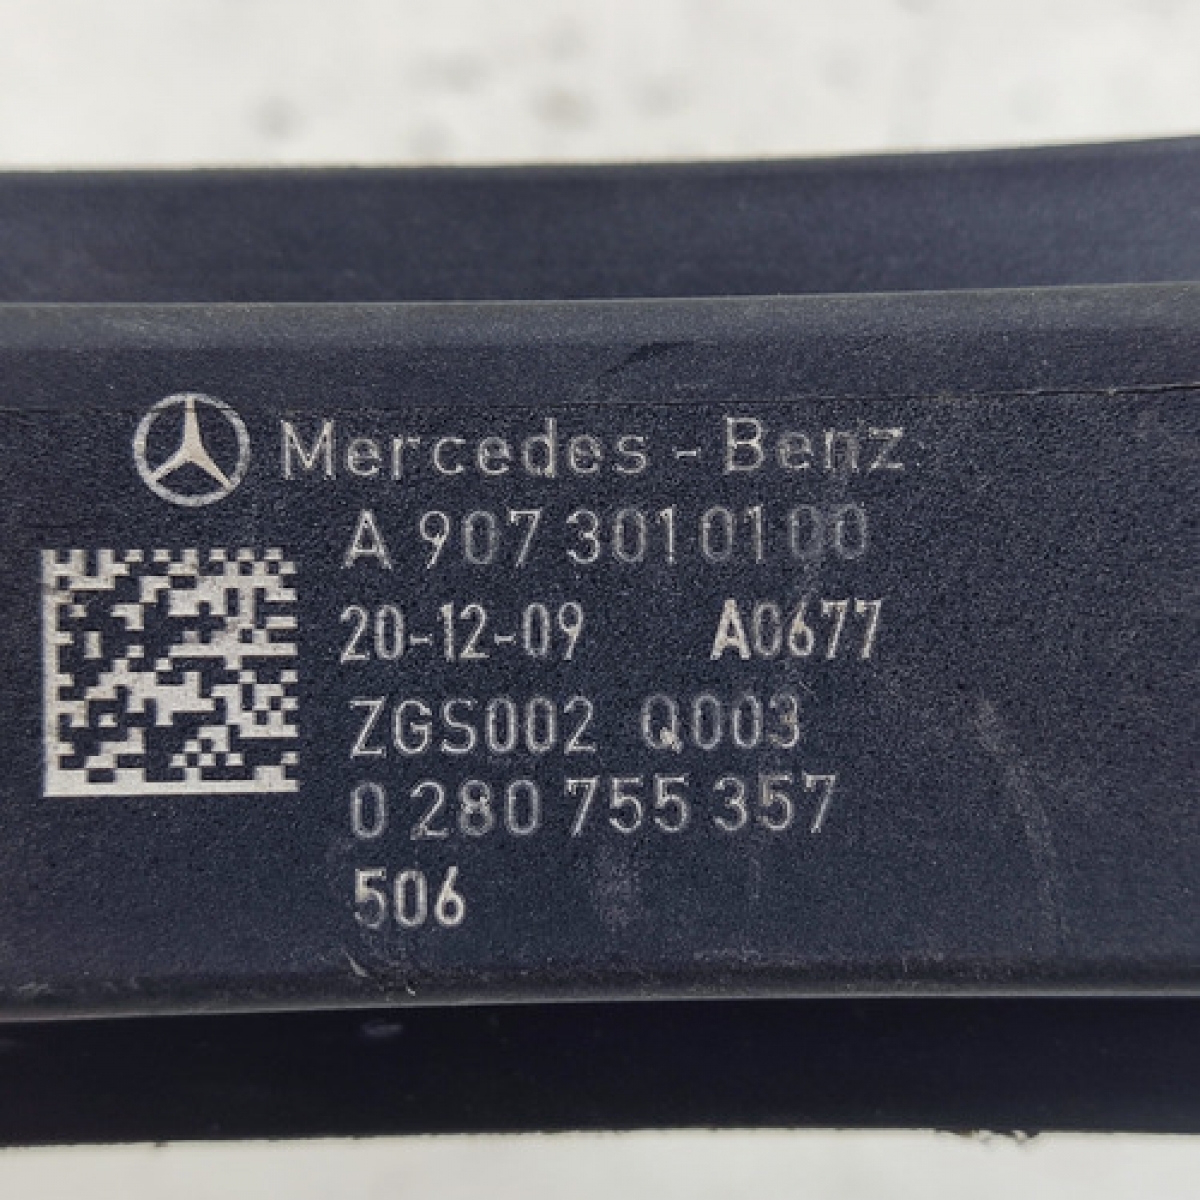 Mercedes-Benz
A 907 301 01 00
20-12-09 A0677
ZGS002 Q003
0 280 755 357
506